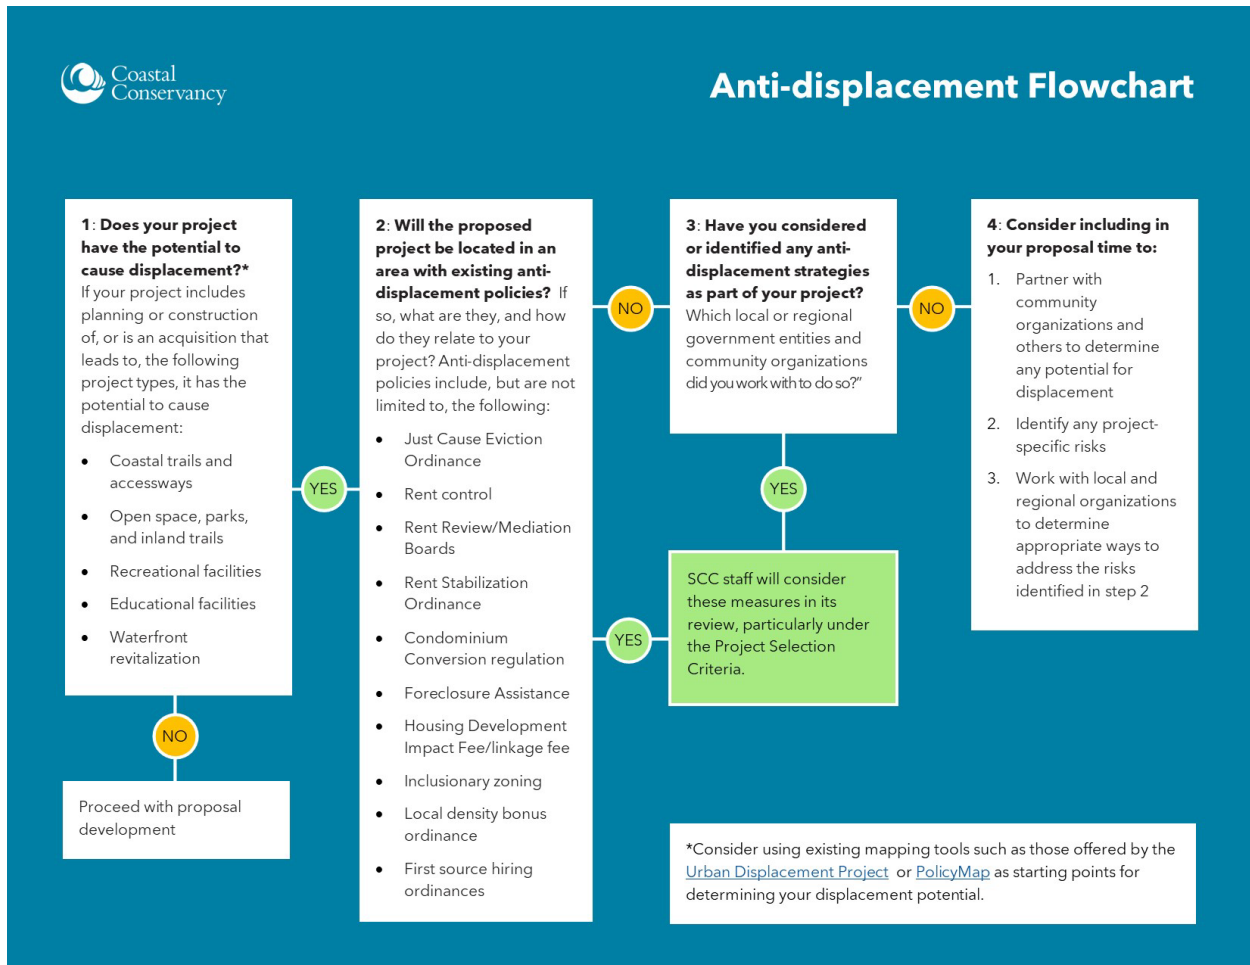 Coastal
Conservancy
Anti-displacement Flowchart
1: Does your project
have the potential to
cause displacement?*
If your project includes
planning or construction
of, or is an acquisition that
leads to, the following
project types, it has the
potential to cause
displacement:
• Coastal trails and
accessways
• Open space, parks,
and inland trails
• Recreational facilities
• Educational facilities
• Waterfront
revitalization
NO
Proceed with proposal
development
YES
2: Will the proposed
project be located in an
area with existing anti-
displacement policies? If
so, what are they, and how
do they relate to your
project? Anti-displacement
policies include, but are not
limited to, the following:
• Just Cause Eviction
Ordinance
• Rent control
• Rent Review/Mediation
Boards
• Rent Stabilization
Ordinance
• Condominium
Conversion regulation
• Foreclosure Assistance
• Housing Development
Impact Fee/linkage fee
• Inclusionary zoning
• Local density bonus
ordinance
• First source hiring
ordinances
NO
YES
3: Have you considered
or identified any anti-
displacement strategies
as part of your project?
Which local or regional
government entities and
community organizations
did you work with to do so?”
YES
SCC staff will consider
these measures in its
review, particularly under
the Project Selection
Criteria.
NO
4: Consider including in
your proposal time to:
1. Partner with
community
organizations and
others to determine
any potential for
displacement
2. Identify any project-
specific risks
3. Work with local and
regional organizations
to determine
appropriate ways to
address the risks
identified in step 2
*Consider using existing mapping tools such as those offered by the
Urban Displacement Project or PolicyMap as starting points for
determining your displacement potential.